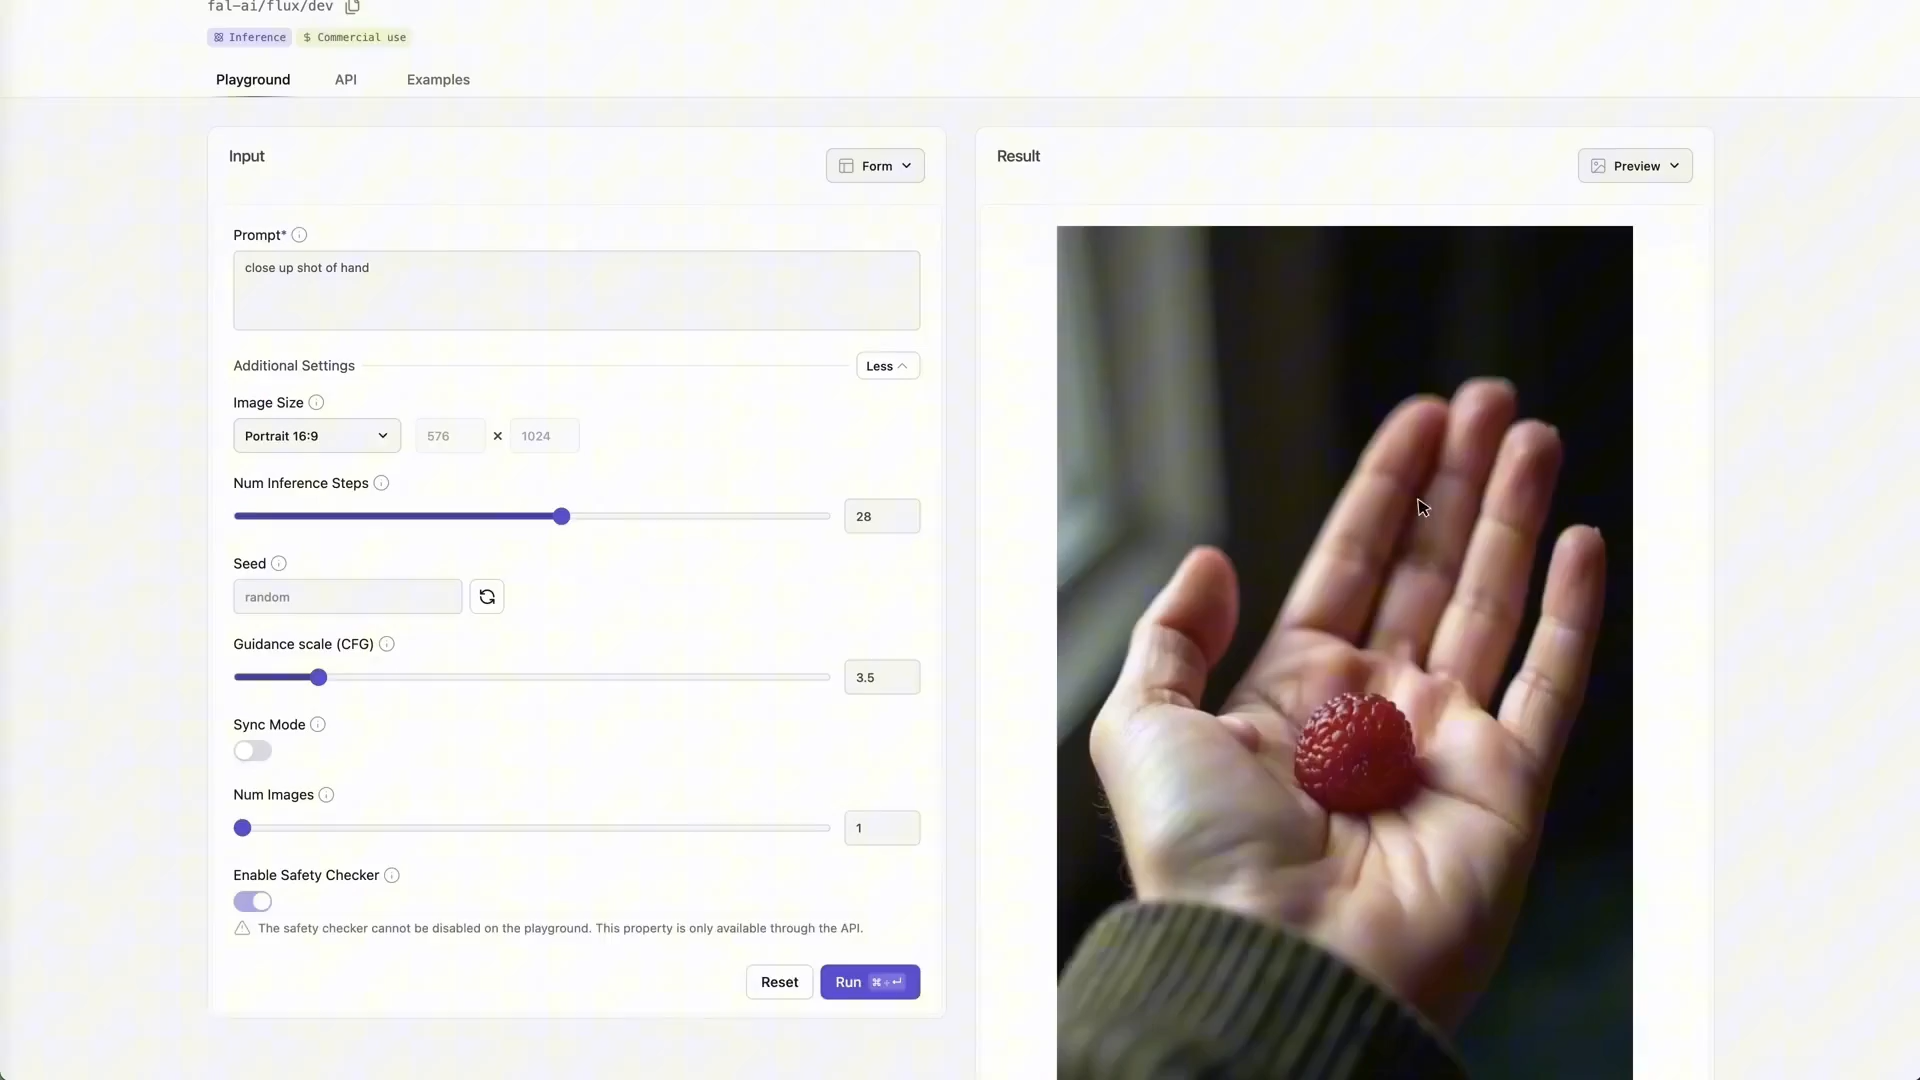 fal-ai/flux/dev
Inference
$ Commercial use
Playground
API
Examples
Input
Form
Prompt*
close up shot of hand
Additional Settings
Less
Image Size
Portrait 16:9
576
×
1024
Num Inference Steps
28
Seed
random
Guidance scale (CFG)
3.5
Sync Mode
Num Images
1
Enable Safety Checker
The safety checker cannot be disabled on the playground. This property is only available through the API.
Reset
Run ⌘+↵
Result
Preview